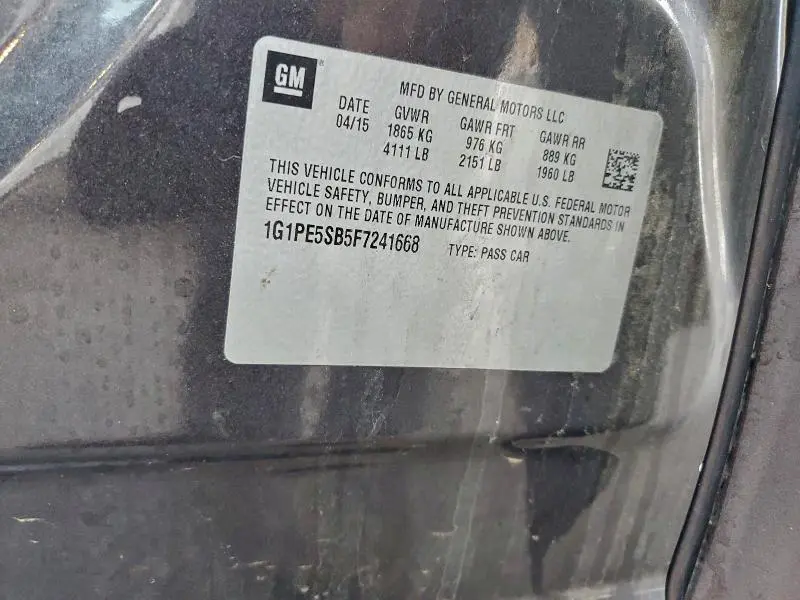 GM
MFD BY GENERAL MOTORS LLC
DATE GVWR GAWR FRT GAWR RR
04/15 1865 KG 976 KG 889 KG
4111 LB 2151 LB 1960 LB
THIS VEHICLE CONFORMS TO ALL APPLICABLE U.S. FEDERAL MOTOR
VEHICLE SAFETY, BUMPER, AND THEFT PREVENTION STANDARDS IN
EFFECT ON THE DATE OF MANUFACTURE SHOWN ABOVE.
1G1PE5SB5F7241668 TYPE: PASS CAR